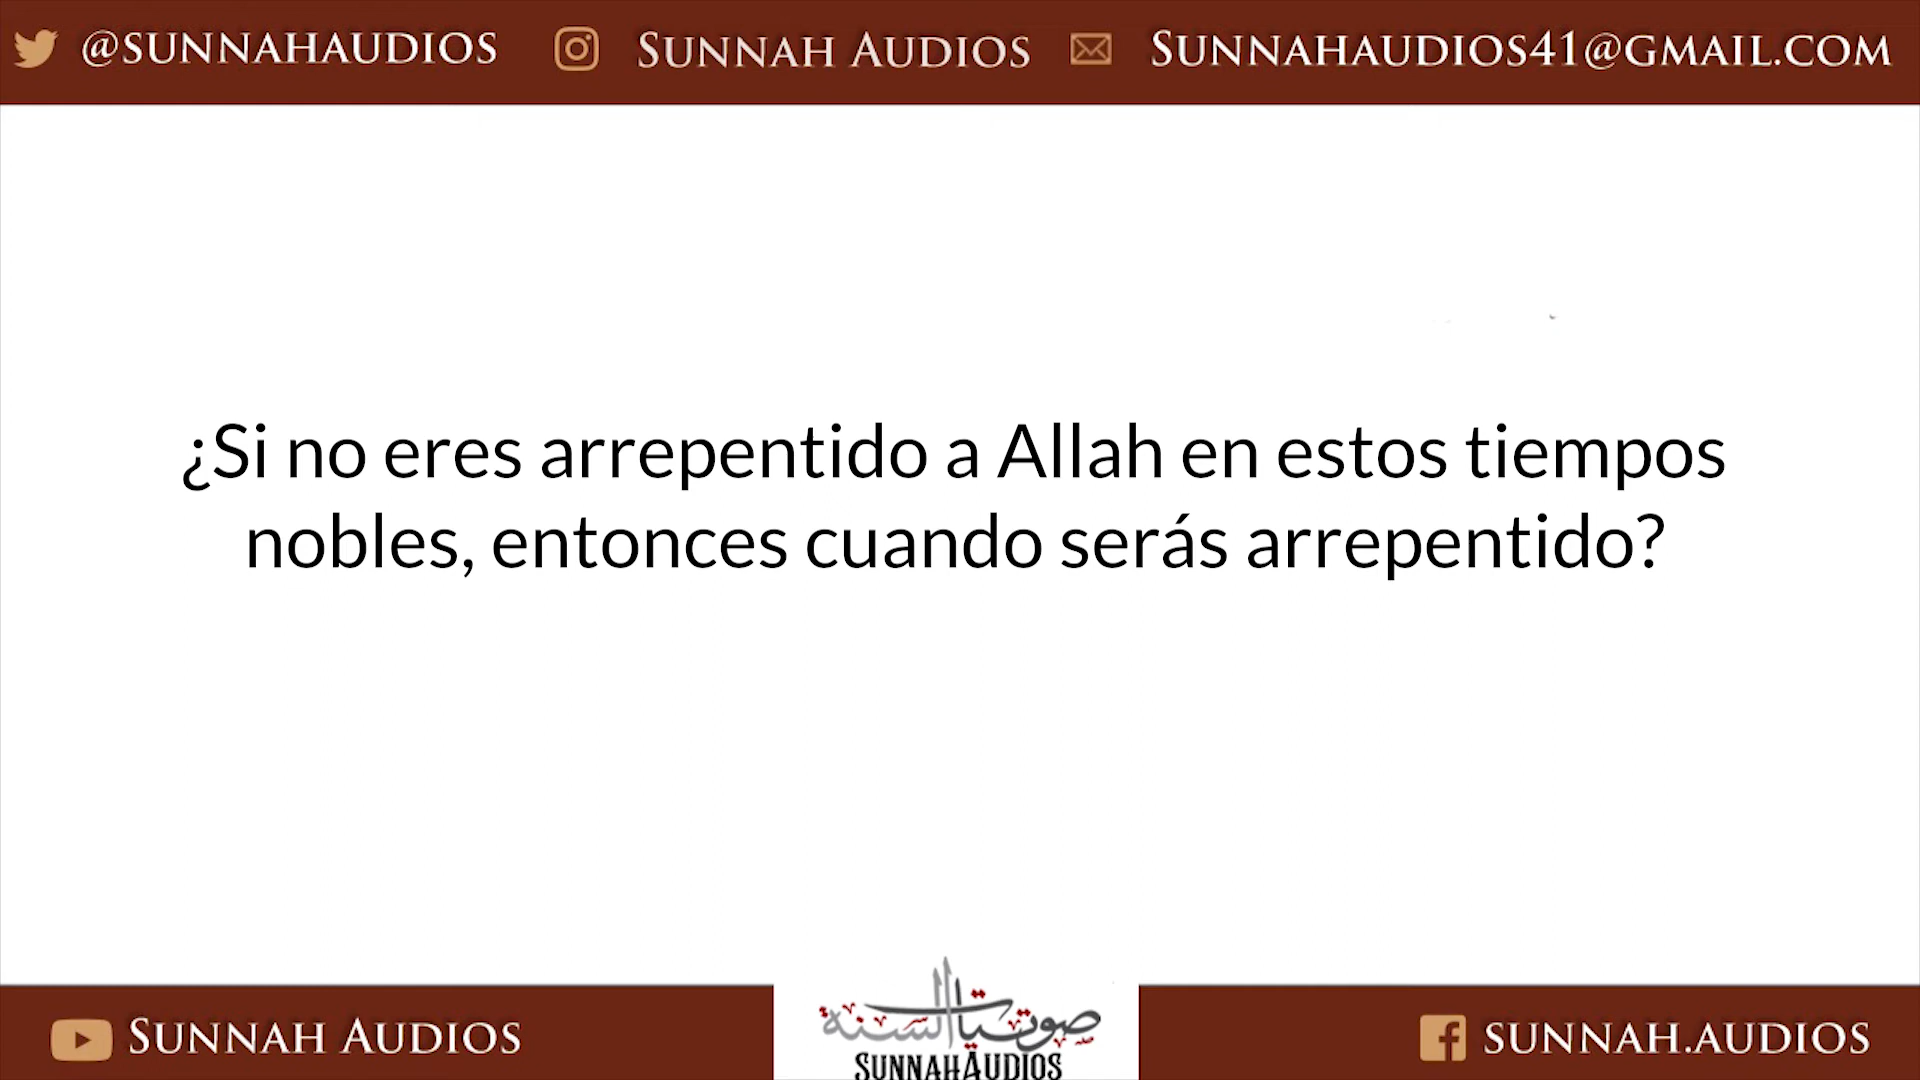 @SUNNAHAUDIOS
SUNNAH AUDIOS
SUNNAHAUDIOS41@GMAIL.COM
¿Si no eres arrepentido a Allah en estos tiempos
nobles, entonces cuando serás arrepentido?
SUNNAH AUDIOS
صوتيات السنة
SUNNAHAUDIOS
SUNNAH.AUDIOS